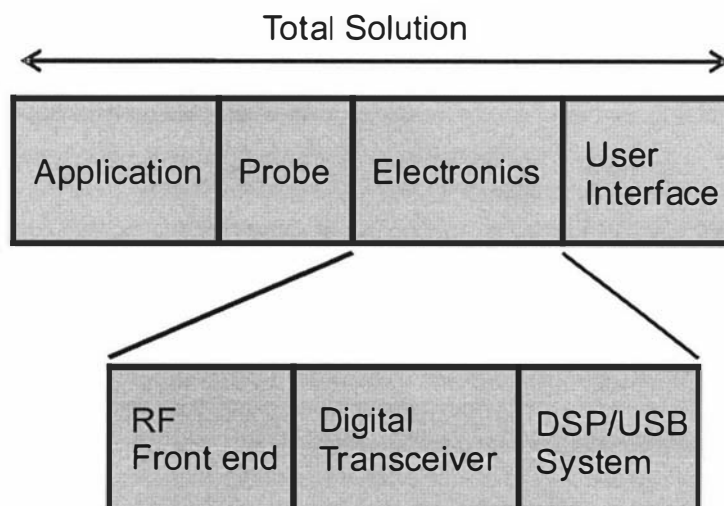 Total Solution
Application
Probe
Electronics
User
Interface
RF
Front end
Digital
Transceiver
DSP/USB
System